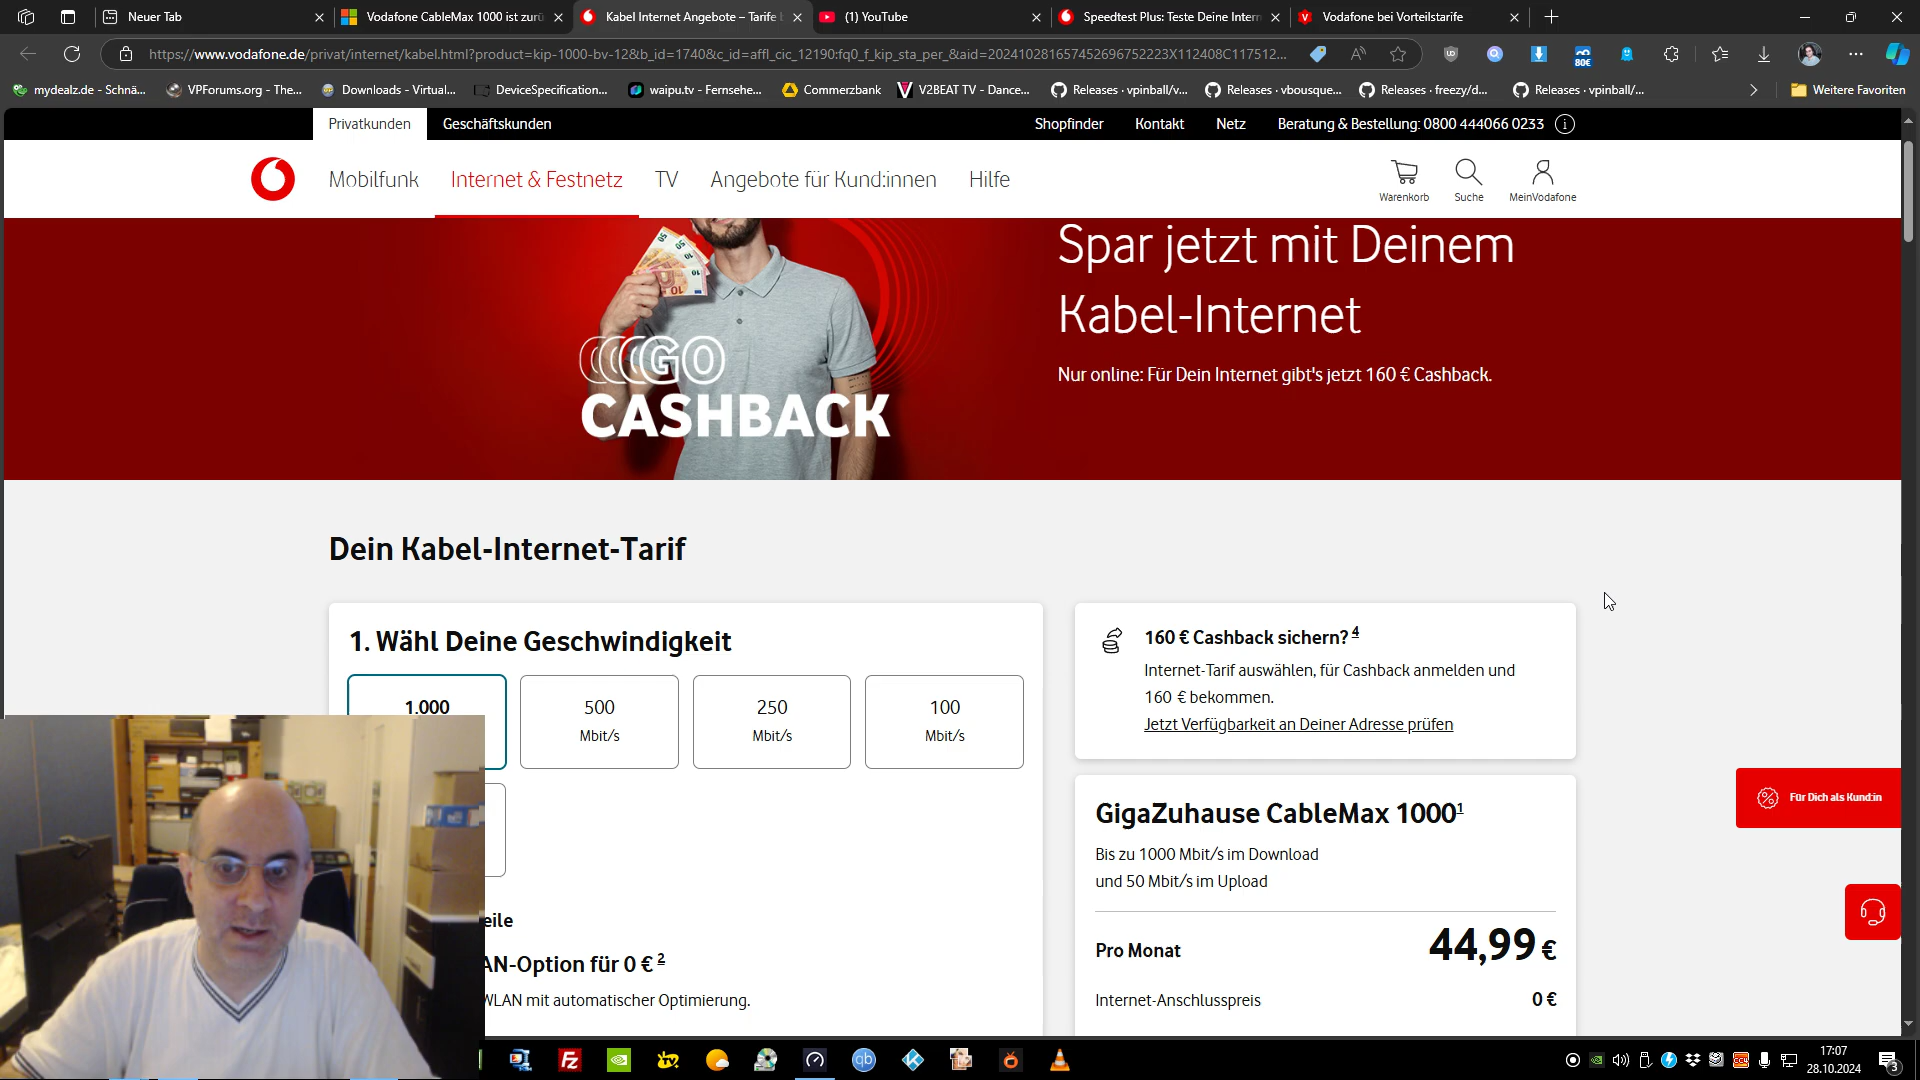 Neuer Tab
Vodafone CableMax 1000 ist zurü
Kabel Internet Angebote – Tarife
(1) YouTube
Speedtest Plus: Teste Deine Intern
Vodafone bei Vorteilstarife
https://www.vodafone.de/privat/internet/kabel.html?product=kip-1000-bv-12&b_id=1740&c_id=affl_cic_12190:fq0_f_kip_sta_per_&aid=202410281657452696752223X112408C117512...
80€
mydealz.de - Schnä...
VPForums.org - The...
Downloads - Virtual...
DeviceSpecification...
waipu.tv - Fernsehe...
Commerzbank
V2BEAT TV - Dance...
Releases · vpinball/v...
Releases · vbousque...
Releases · freezy/d...
Releases · vpinball/...
Weitere Favoriten
Privatkunden
Geschäftskunden
Shopfinder
Kontakt
Netz
Beratung & Bestellung: 0800 444066 0233
Mobilfunk
Internet & Festnetz
TV
Angebote für Kund:innen
Hilfe
Warenkorb
Suche
MeinVodafone
GO
CASHBACK
Spar jetzt mit Deinem
Kabel-Internet
Nur online: Für Dein Internet gibt's jetzt 160 € Cashback.
Dein Kabel-Internet-Tarif
1. Wähl Deine Geschwindigkeit
1.000
500
Mbit/s
250
Mbit/s
100
Mbit/s
eile
AN-Option für 0 € 2
WLAN mit automatischer Optimierung.
160 € Cashback sichern? 4
Internet-Tarif auswählen, für Cashback anmelden und
160 € bekommen.
Jetzt Verfügbarkeit an Deiner Adresse prüfen
GigaZuhause CableMax 1000 1
Bis zu 1000 Mbit/s im Download
und 50 Mbit/s im Upload
Pro Monat
44,99 €
Internet-Anschlusspreis
0 €
Für Dich als Kund:in
17:07
28.10.2024
3